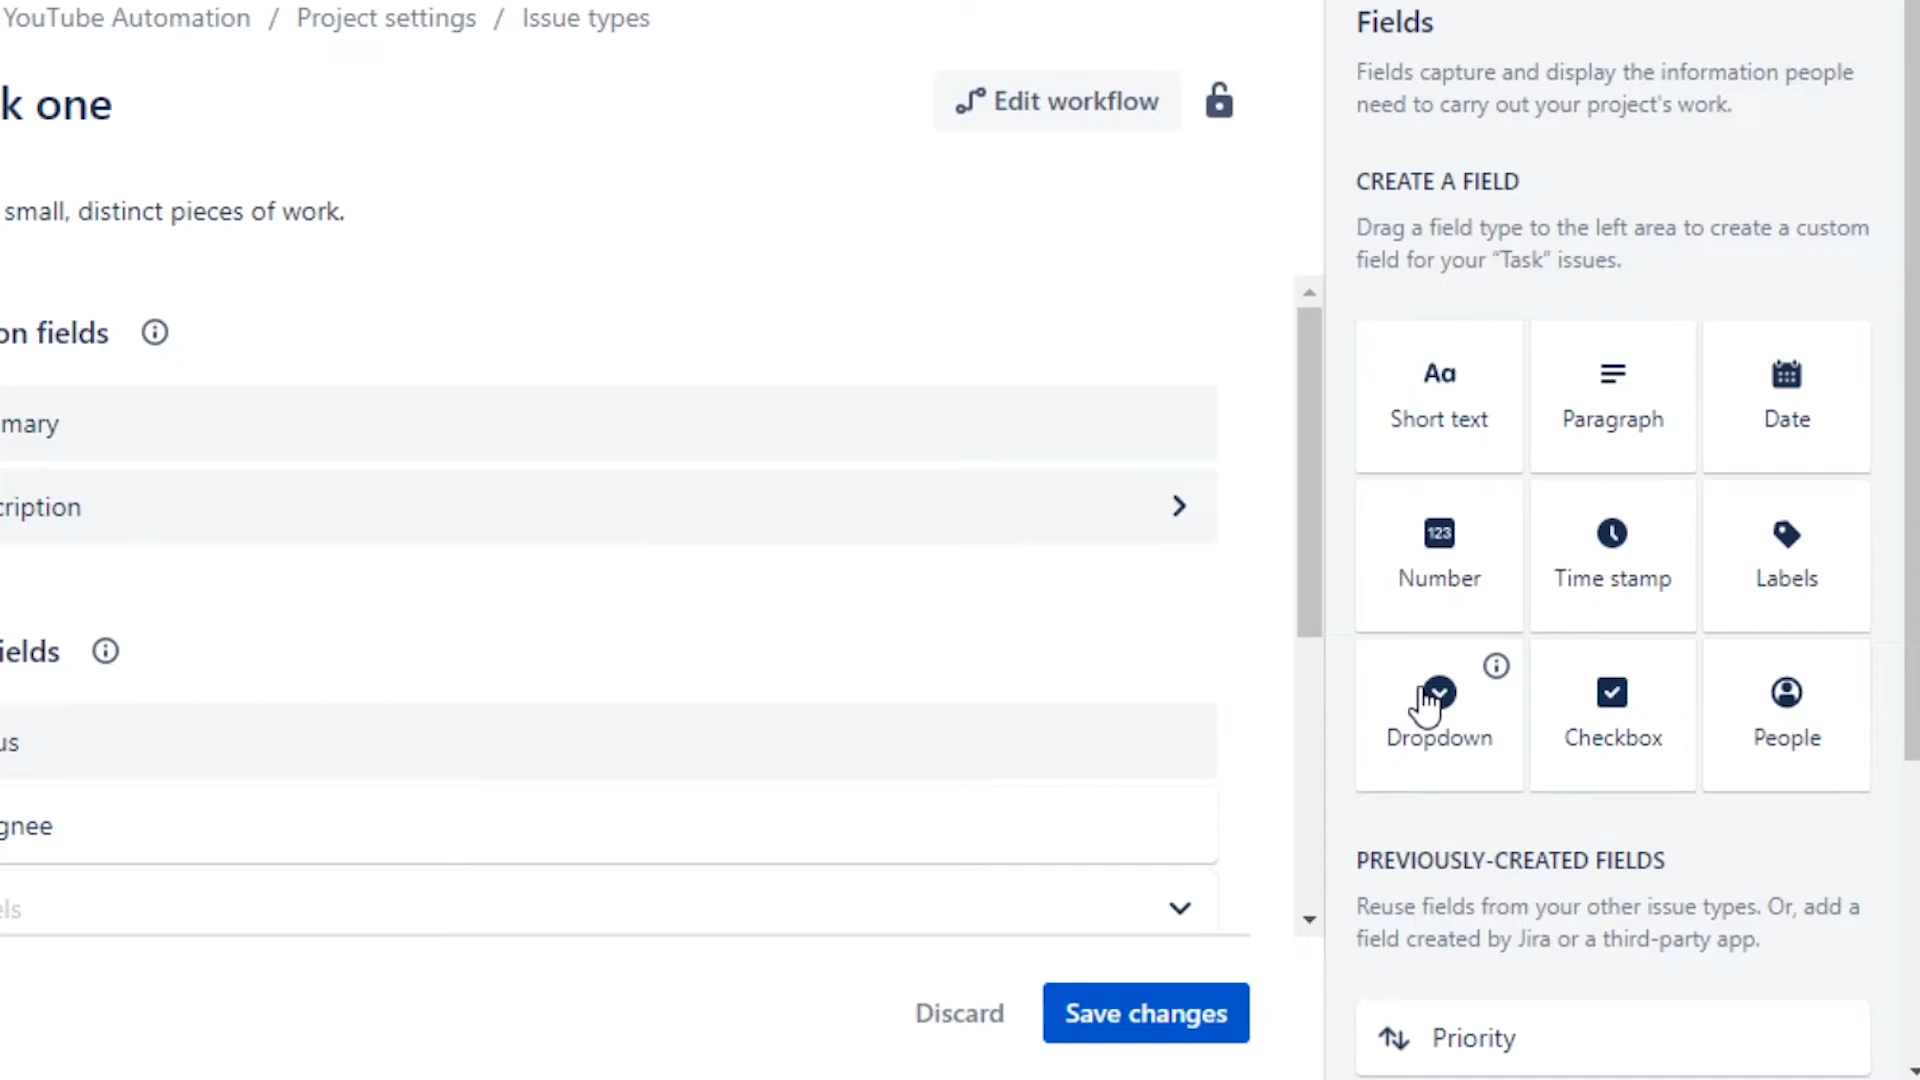 YouTube Automation / Project settings / Issue types
k one
Edit workflow
small, distinct pieces of work.
on fields
mary
cription
ields
us
gnee
els
Discard
Save changes
Fields
Fields capture and display the information people
need to carry out your project's work.
CREATE A FIELD
Drag a field type to the left area to create a custom
field for your “Task” issues.
Aa
Short text
Paragraph
Date
123
Number
Time stamp
Labels
Dropdown
Checkbox
People
PREVIOUSLY-CREATED FIELDS
Reuse fields from your other issue types. Or, add a
field created by Jira or a third-party app.
Priority